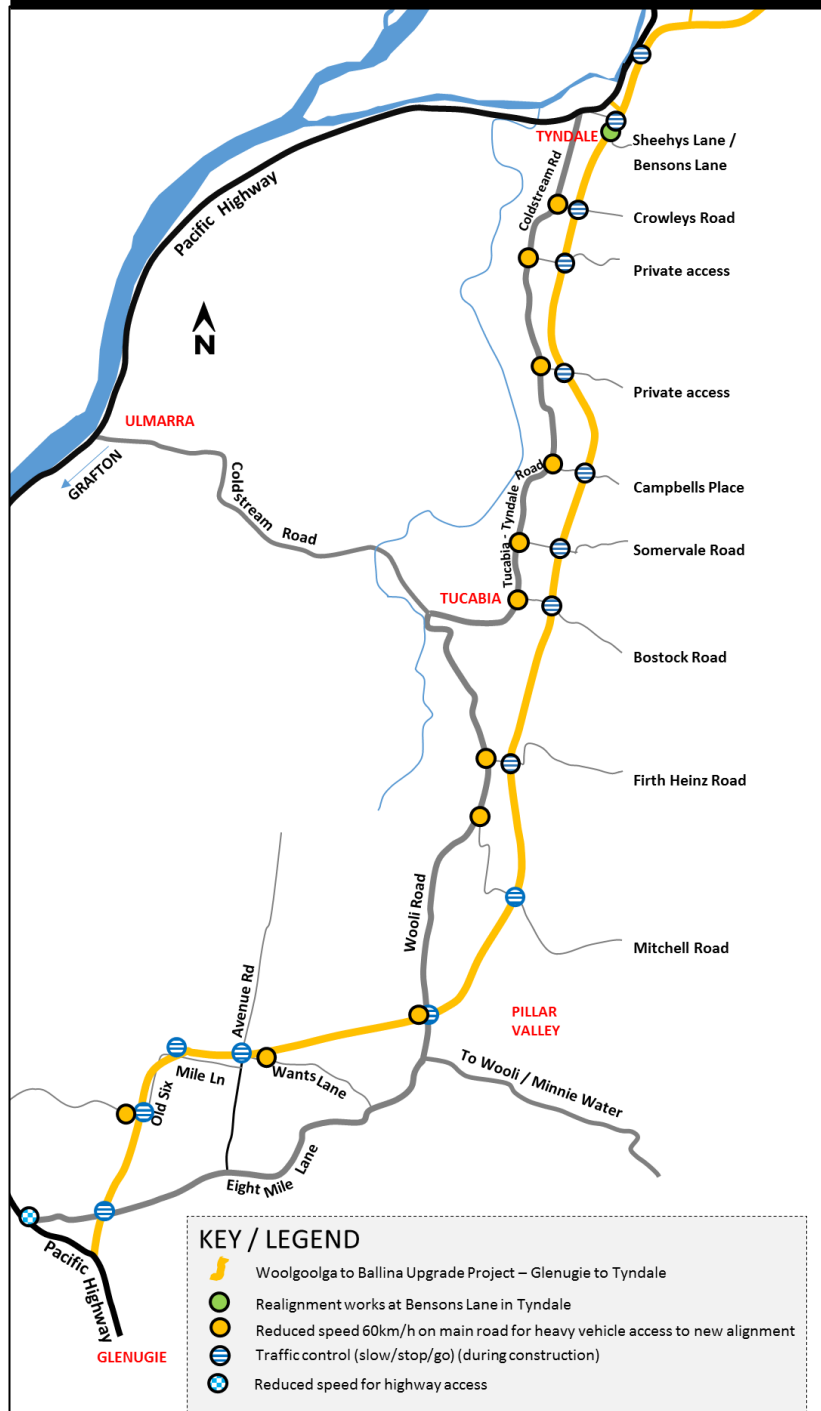 TYNDALE
Sheehys Lane /
Bensons Lane
Coldstream Rd
Crowleys Road
Pacific Highway
Private access
N
Private access
ULMARRA
GRAFTON
Coldstream Road
Tucabia - Tyndale Road
Campbells Place
Somervale Road
TUCABIA
Bostock Road
Firth Heinz Road
Wooli Road
Mitchell Road
Avenue Rd
PILLAR
VALLEY
Old Six
Mile Ln
Wants Lane
To Wooli / Minnie Water
Eight Mile Lane
Pacific Highway
GLENUGIE
KEY / LEGEND
Woolgoolga to Ballina Upgrade Project – Glenugie to Tyndale
Realignment works at Bensons Lane in Tyndale
Reduced speed 60km/h on main road for heavy vehicle access to new alignment
Traffic control (slow/stop/go) (during construction)
Reduced speed for highway access